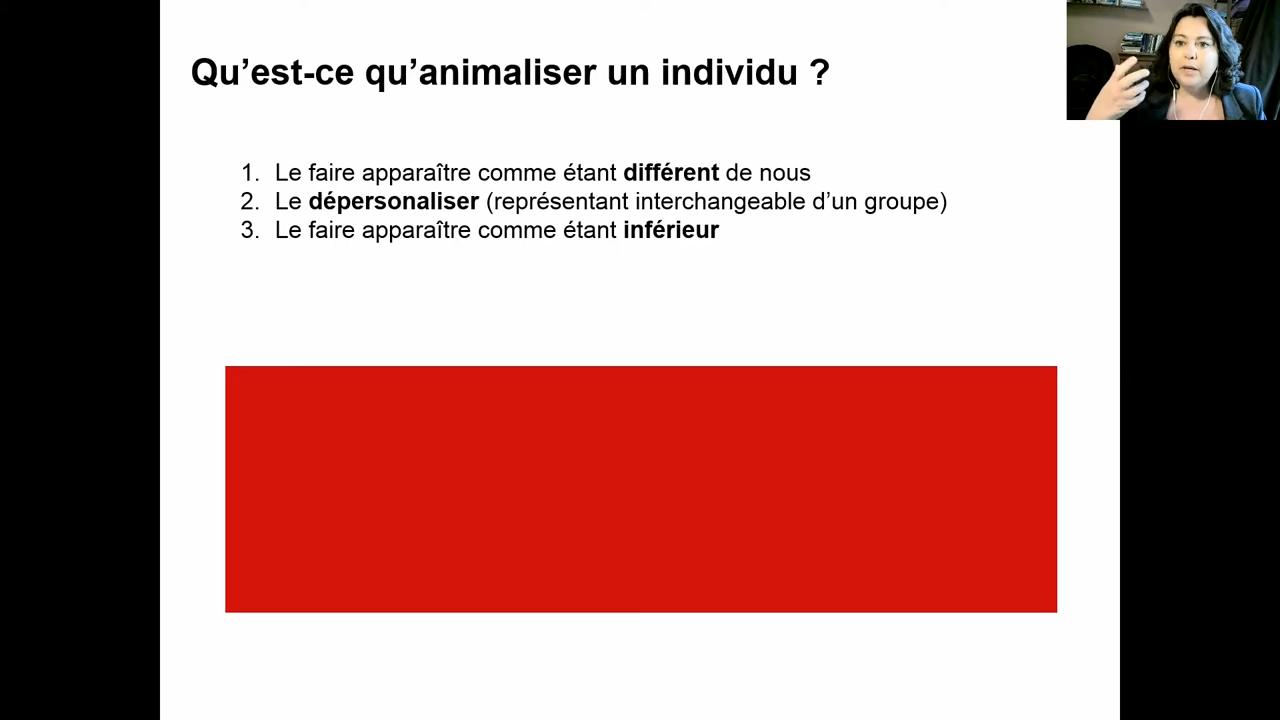 Qu’est-ce qu’animaliser un individu ?
1. Le faire apparaître comme étant différent de nous
2. Le dépersonaliser (représentant interchangeable d’un groupe)
3. Le faire apparaître comme étant inférieur